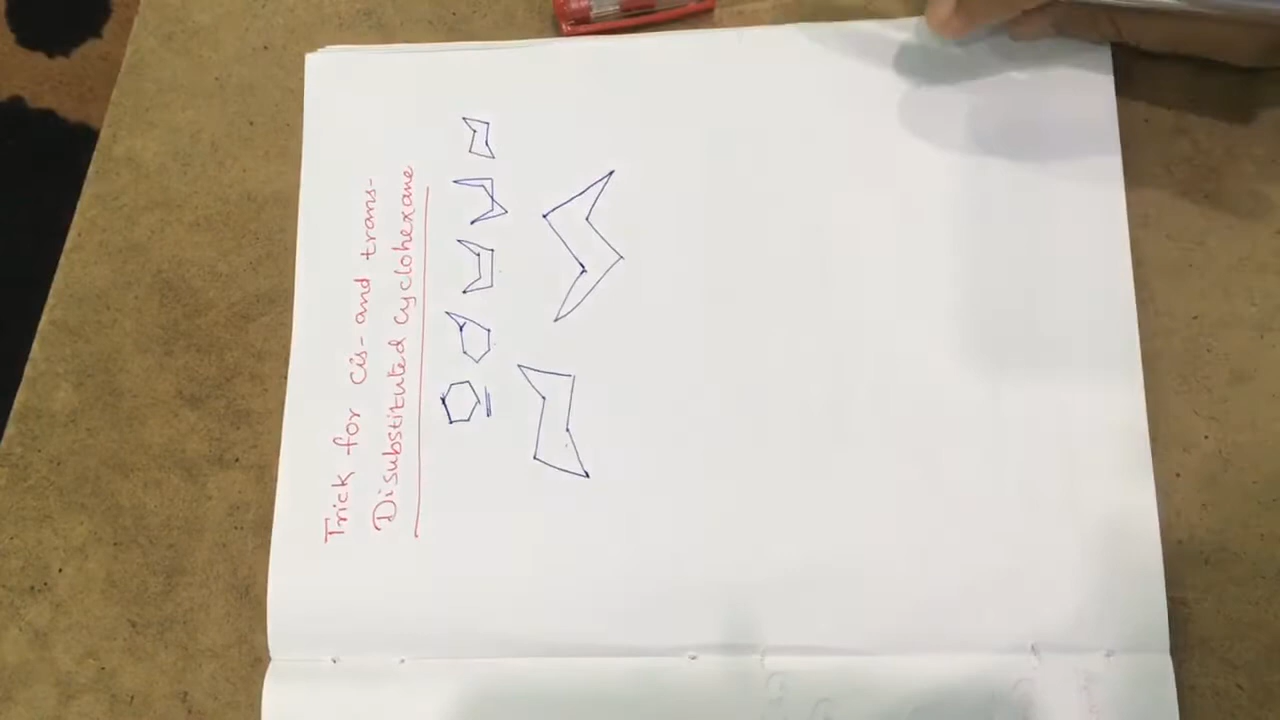 Trick for cis- and trans-
Disubstituted cyclohexane